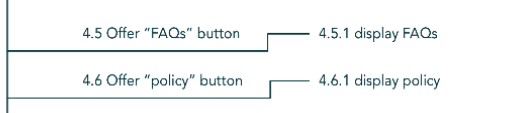 4.5 Offer “FAQs” button 4.5.1 display FAQs
4.6 Offer “policy” button 4.6.1 display policy